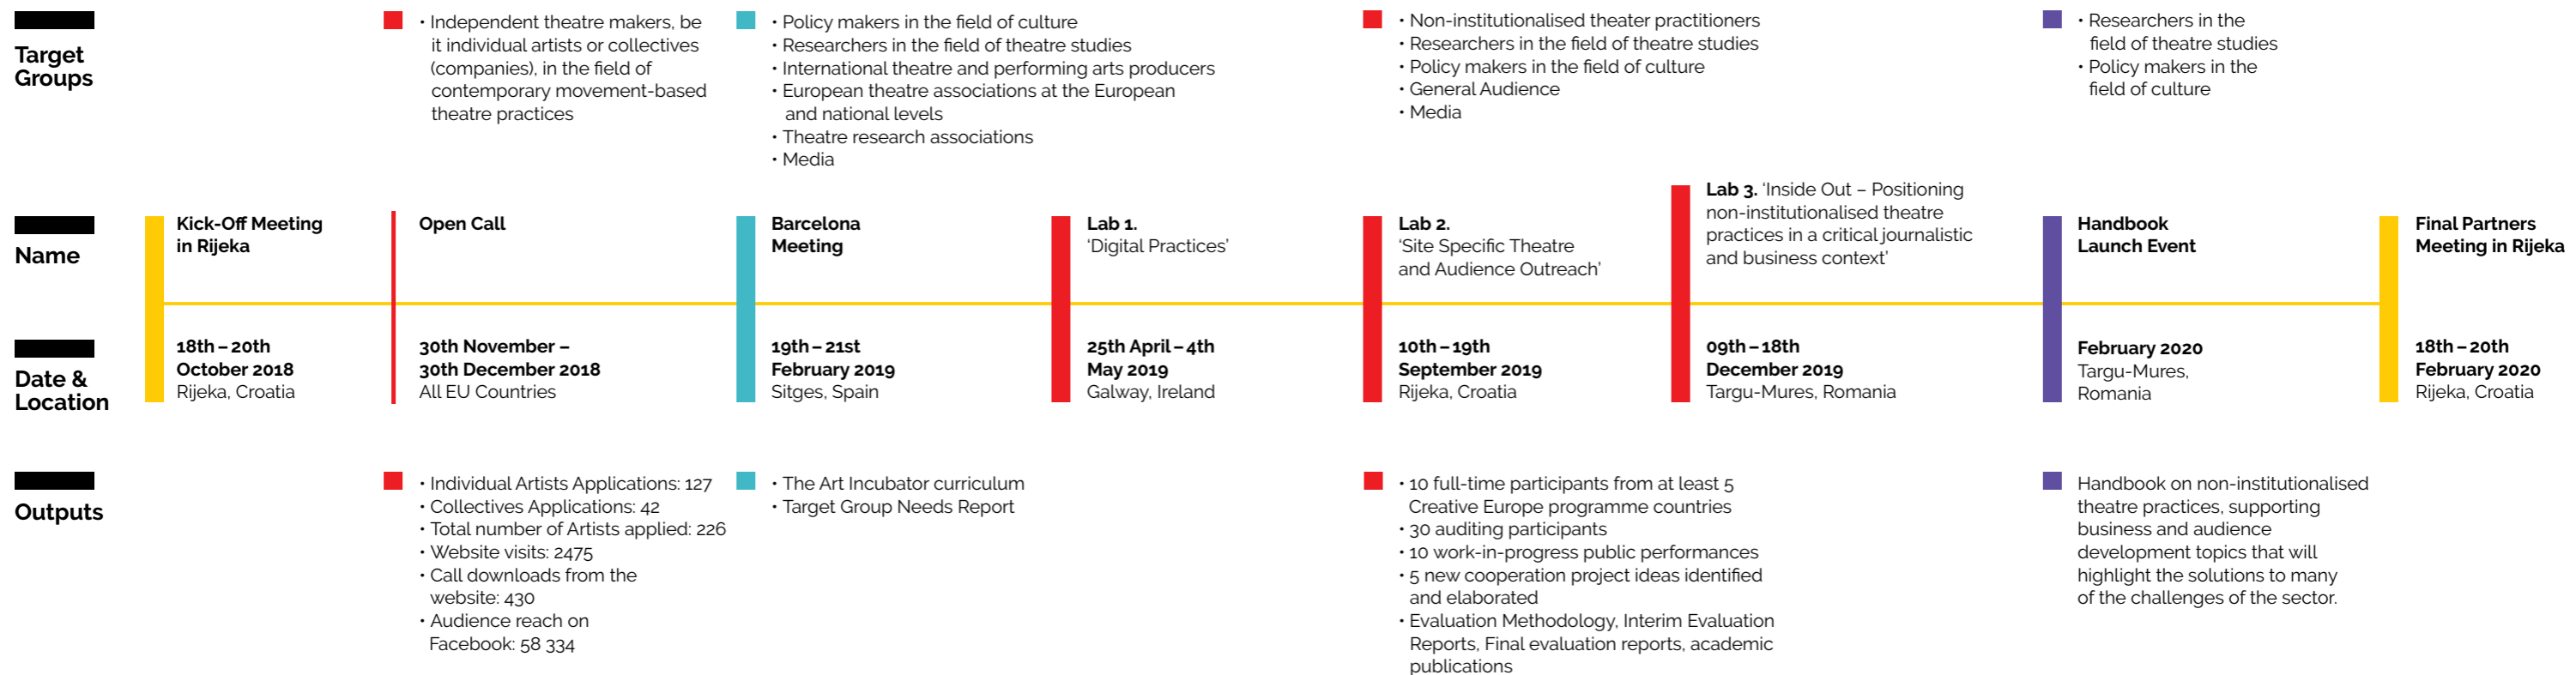 Target
Groups
• Independent theatre makers, be
it individual artists or collectives
(companies), in the field of
contemporary movement-based
theatre practices
• Policy makers in the field of culture
• Researchers in the field of theatre studies
• International theatre and performing arts producers
• European theatre associations at the European
and national levels
• Theatre research associations
• Media
• Non-institutionalised theater practitioners
• Researchers in the field of theatre studies
• Policy makers in the field of culture
• General Audience
• Media
• Researchers in the
field of theatre studies
• Policy makers in the
field of culture
Name
Kick-Off Meeting
in Rijeka
Open Call
Barcelona
Meeting
Lab 1.
‘Digital Practices’
Lab 2.
‘Site Specific Theatre
and Audience Outreach’
Lab 3. ‘Inside Out – Positioning
non-institutionalised theatre
practices in a critical journalistic
and business context’
Handbook
Launch Event
Final Partners
Meeting in Rijeka
Date &
Location
18th – 20th
October 2018
Rijeka, Croatia
30th November –
30th December 2018
All EU Countries
19th – 21st
February 2019
Sitges, Spain
25th April – 4th
May 2019
Galway, Ireland
10th – 19th
September 2019
Rijeka, Croatia
09th – 18th
December 2019
Targu-Mures, Romania
February 2020
Targu-Mures,
Romania
18th – 20th
February 2020
Rijeka, Croatia
Outputs
• Individual Artists Applications: 127
• Collectives Applications: 42
• Total number of Artists applied: 226
• Website visits: 2475
• Call downloads from the
website: 430
• Audience reach on
Facebook: 58 334
• The Art Incubator curriculum
• Target Group Needs Report
• 10 full-time participants from at least 5
Creative Europe programme countries
• 30 auditing participants
• 10 work-in-progress public performances
• 5 new cooperation project ideas identified
and elaborated
• Evaluation Methodology, Interim Evaluation
Reports, Final evaluation reports, academic
publications
Handbook on non-institutionalised
theatre practices, supporting
business and audience
development topics that will
highlight the solutions to many
of the challenges of the sector.